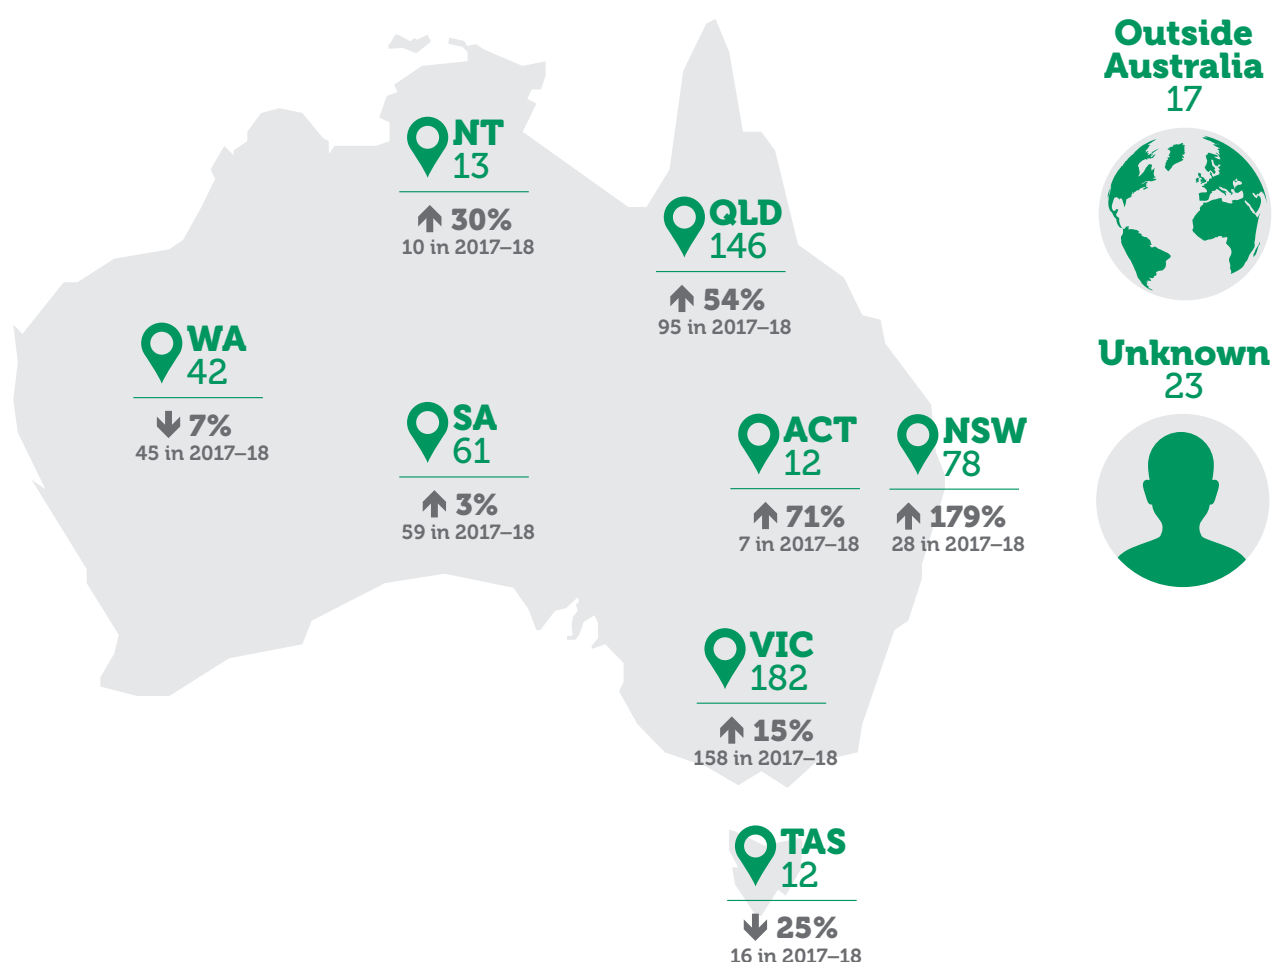 Outside
Australia
17
NT
13
30%
10 in 2017–18
QLD
146
54%
95 in 2017–18
WA
42
7%
45 in 2017–18
Unknown
23
SA
61
3%
59 in 2017–18
ACT
12
71%
7 in 2017–18
NSW
78
179%
28 in 2017–18
VIC
182
15%
158 in 2017–18
TAS
12
25%
16 in 2017–18